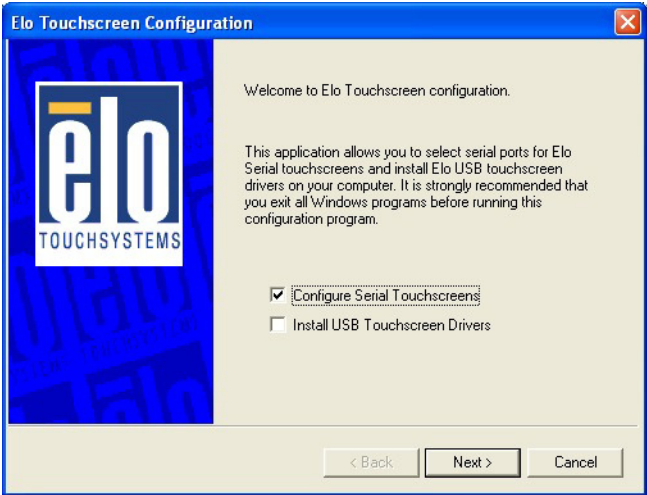 Elo Touchscreen Configuration
Welcome to Elo Touchscreen configuration.
This application allows you to select serial ports for Elo
Serial touchscreens and install Elo USB touchscreen
drivers on your computer. It is strongly recommended that
you exit all Windows programs before running this
configuration program.
ēlo
TOUCHSYSTEMS
Configure Serial Touchscreens
Install USB Touchscreen Drivers
< Back
Next >
Cancel